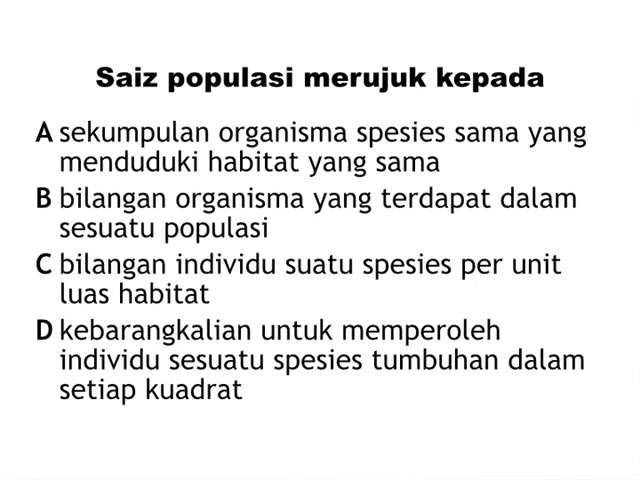 Saiz populasi merujuk kepada
A sekumpulan organisma spesies sama yang
menduduki habitat yang sama
B bilangan organisma yang terdapat dalam
sesuatu populasi
C bilangan individu suatu spesies per unit
luas habitat
D kebarangkalian untuk memperoleh
individu sesuatu spesies tumbuhan dalam
setiap kuadrat